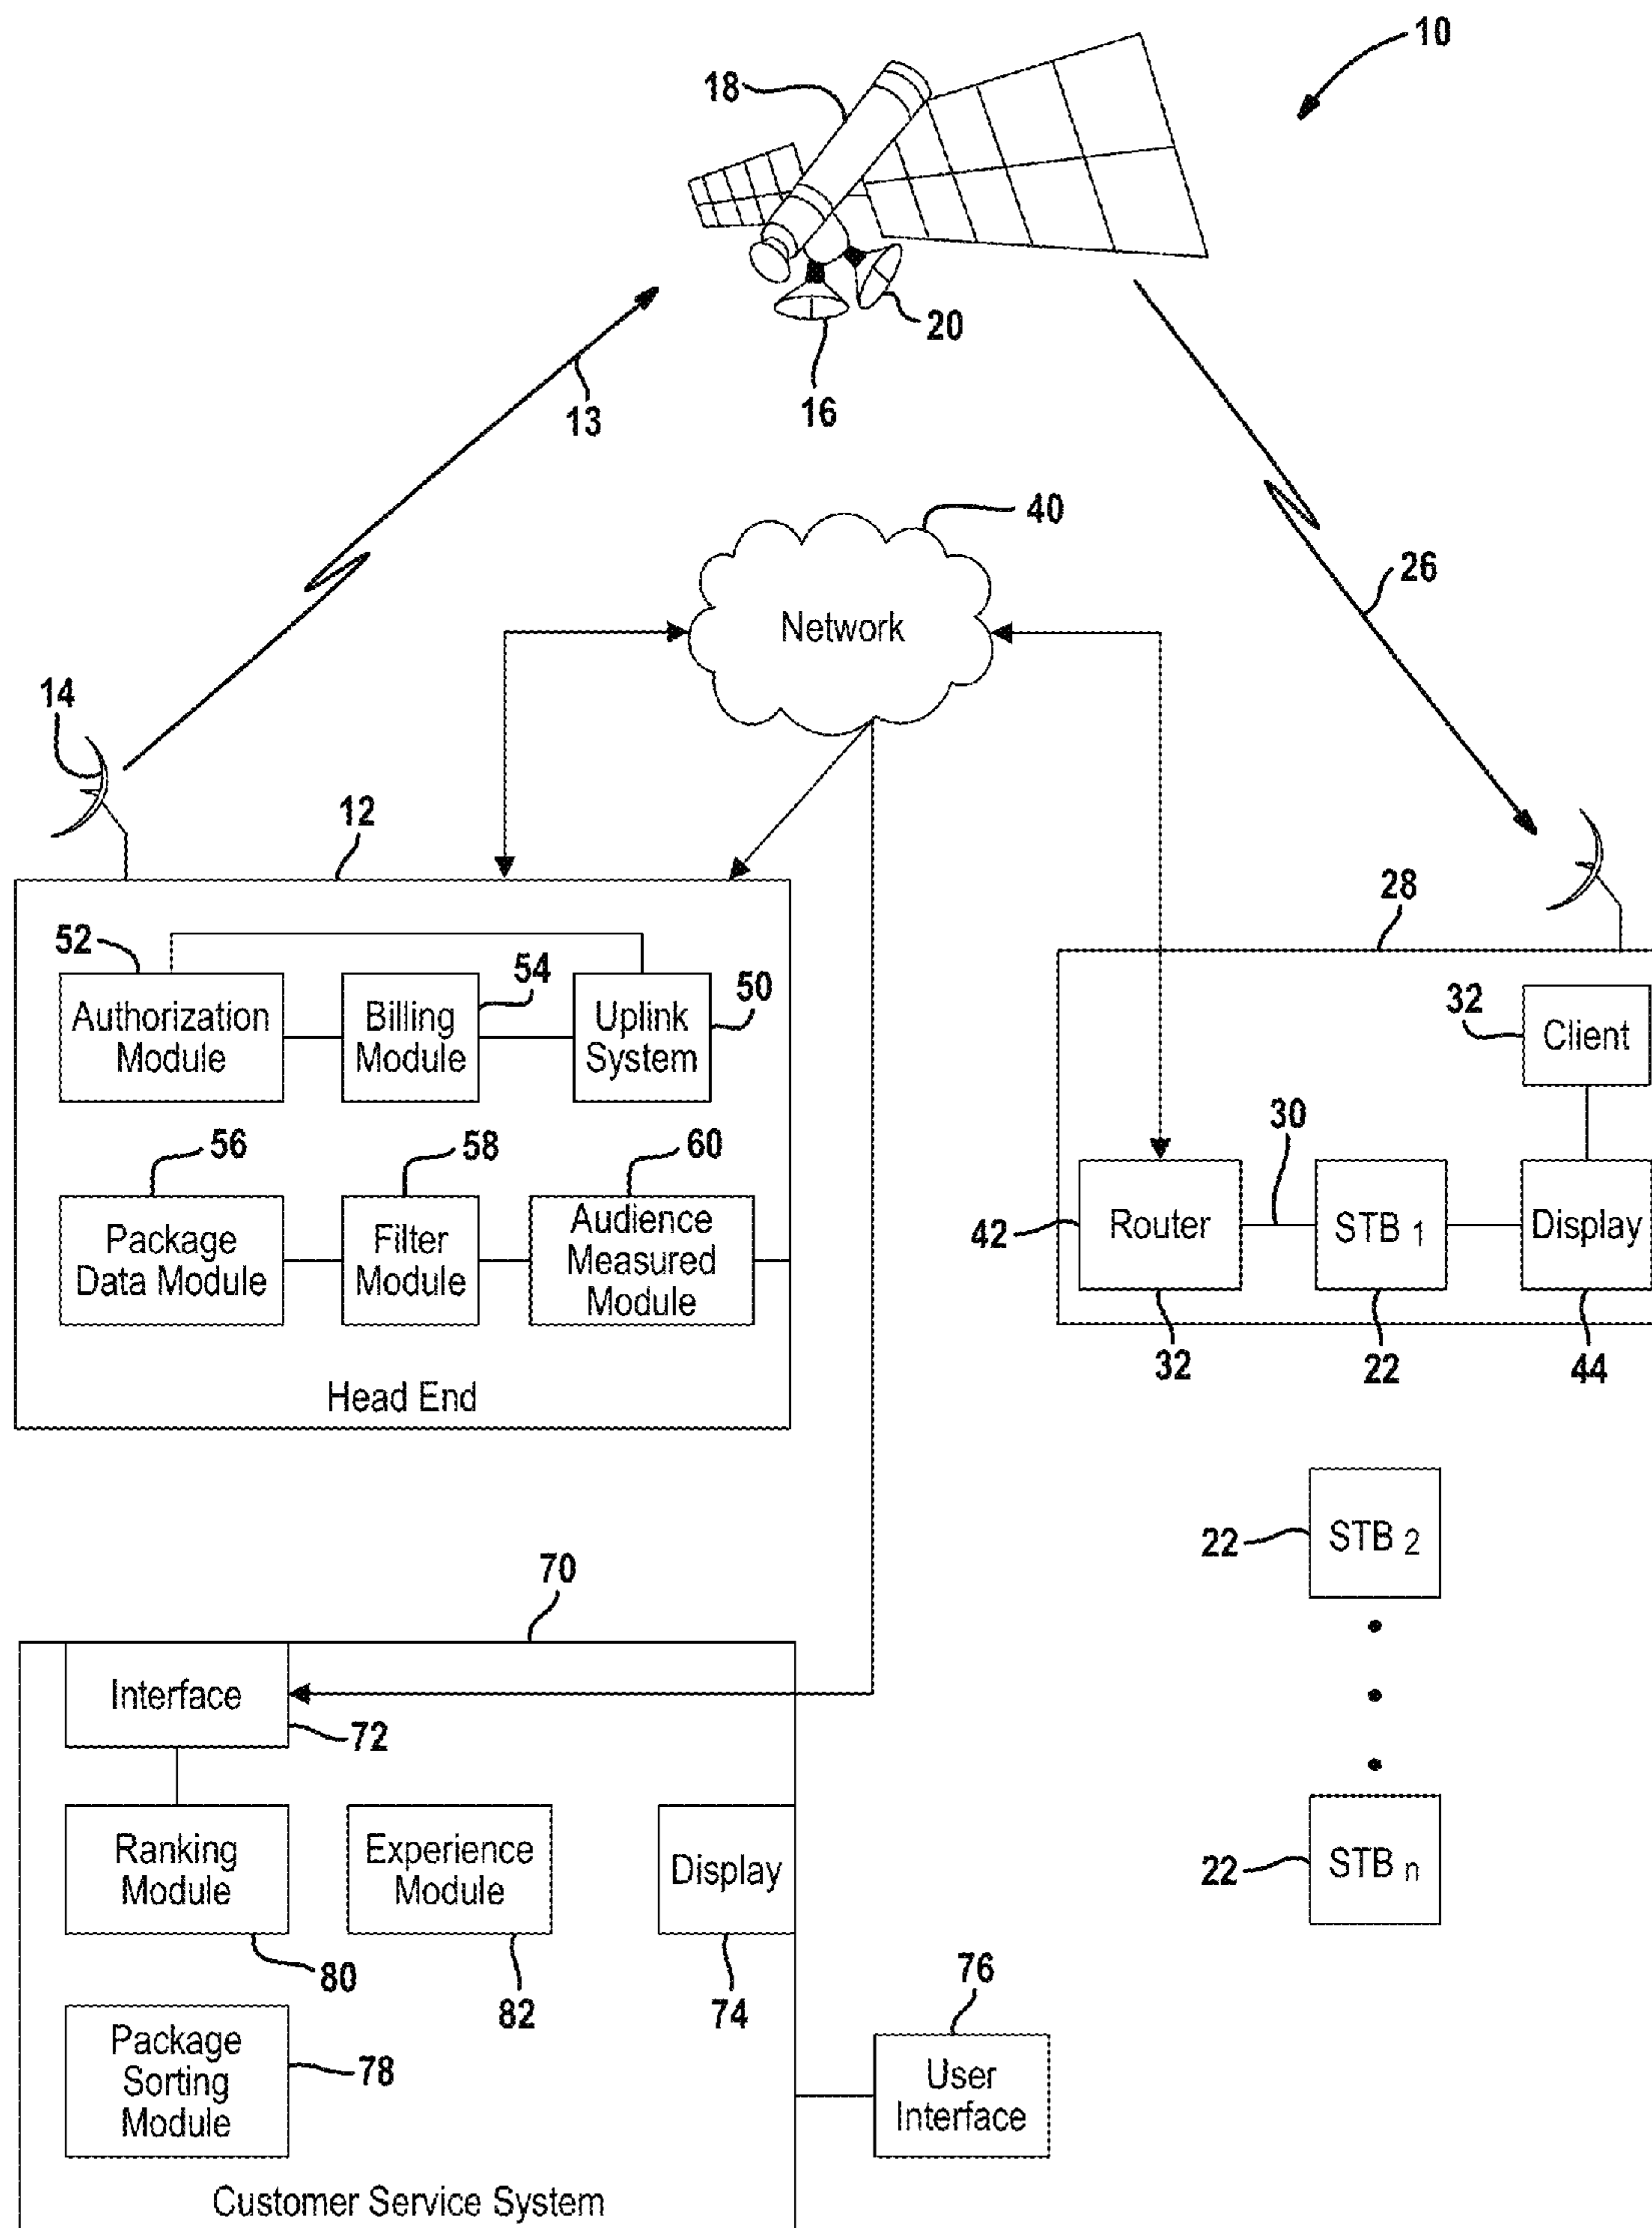 10
18
20
16
13
40
Network
26
14
12
28
52
54
50
Authorization
Module
Billing
Module
Uplink
System
32
Client
56
58
60
30
Package
Data Module
Filter
Module
Audience
Measured
Module
42
Router
STB 1
Display
32
22
44
Head End
22
STB 2
70
Interface
72
Ranking
Module
Experience
Module
Display
22
STB n
80
82
74
76
Package
Sorting
Module
78
User
Interface
Customer Service System